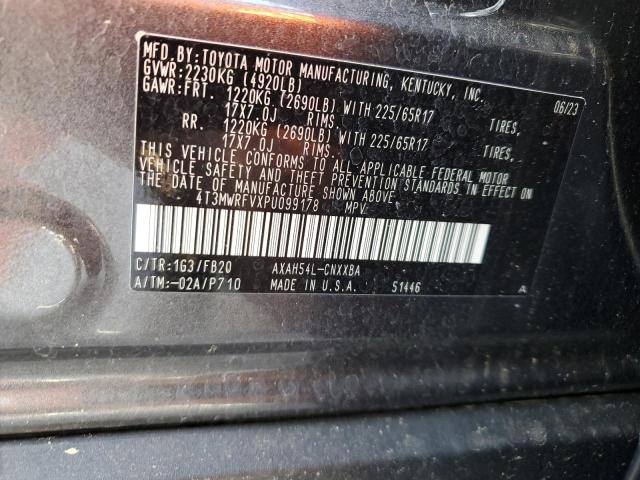 MFD.BY:TOYOTA MOTOR MANUFACTURING, KENTUCKY, INC. 06/23
GVWR:2230KG (4920LB)
GAWR:FRT. 1220KG (2690LB) WITH 225/65R17 TIRES,
17X7.0J RIMS.
RR. 1220KG (2690LB) WITH 225/65R17 TIRES,
17X7.0J RIMS.
THIS VEHICLE CONFORMS TO ALL APPLICABLE FEDERAL MOTOR
VEHICLE SAFETY AND THEFT PREVENTION STANDARDS IN EFFECT ON
THE DATE OF MANUFACTURE SHOWN ABOVE.
4T3MWRFVXPU099178 MPV
C/TR:1G3/FB20 AXAH54L-CNXXBA
A/TM:-02A/P710 MADE IN U.S.A. 51446 A